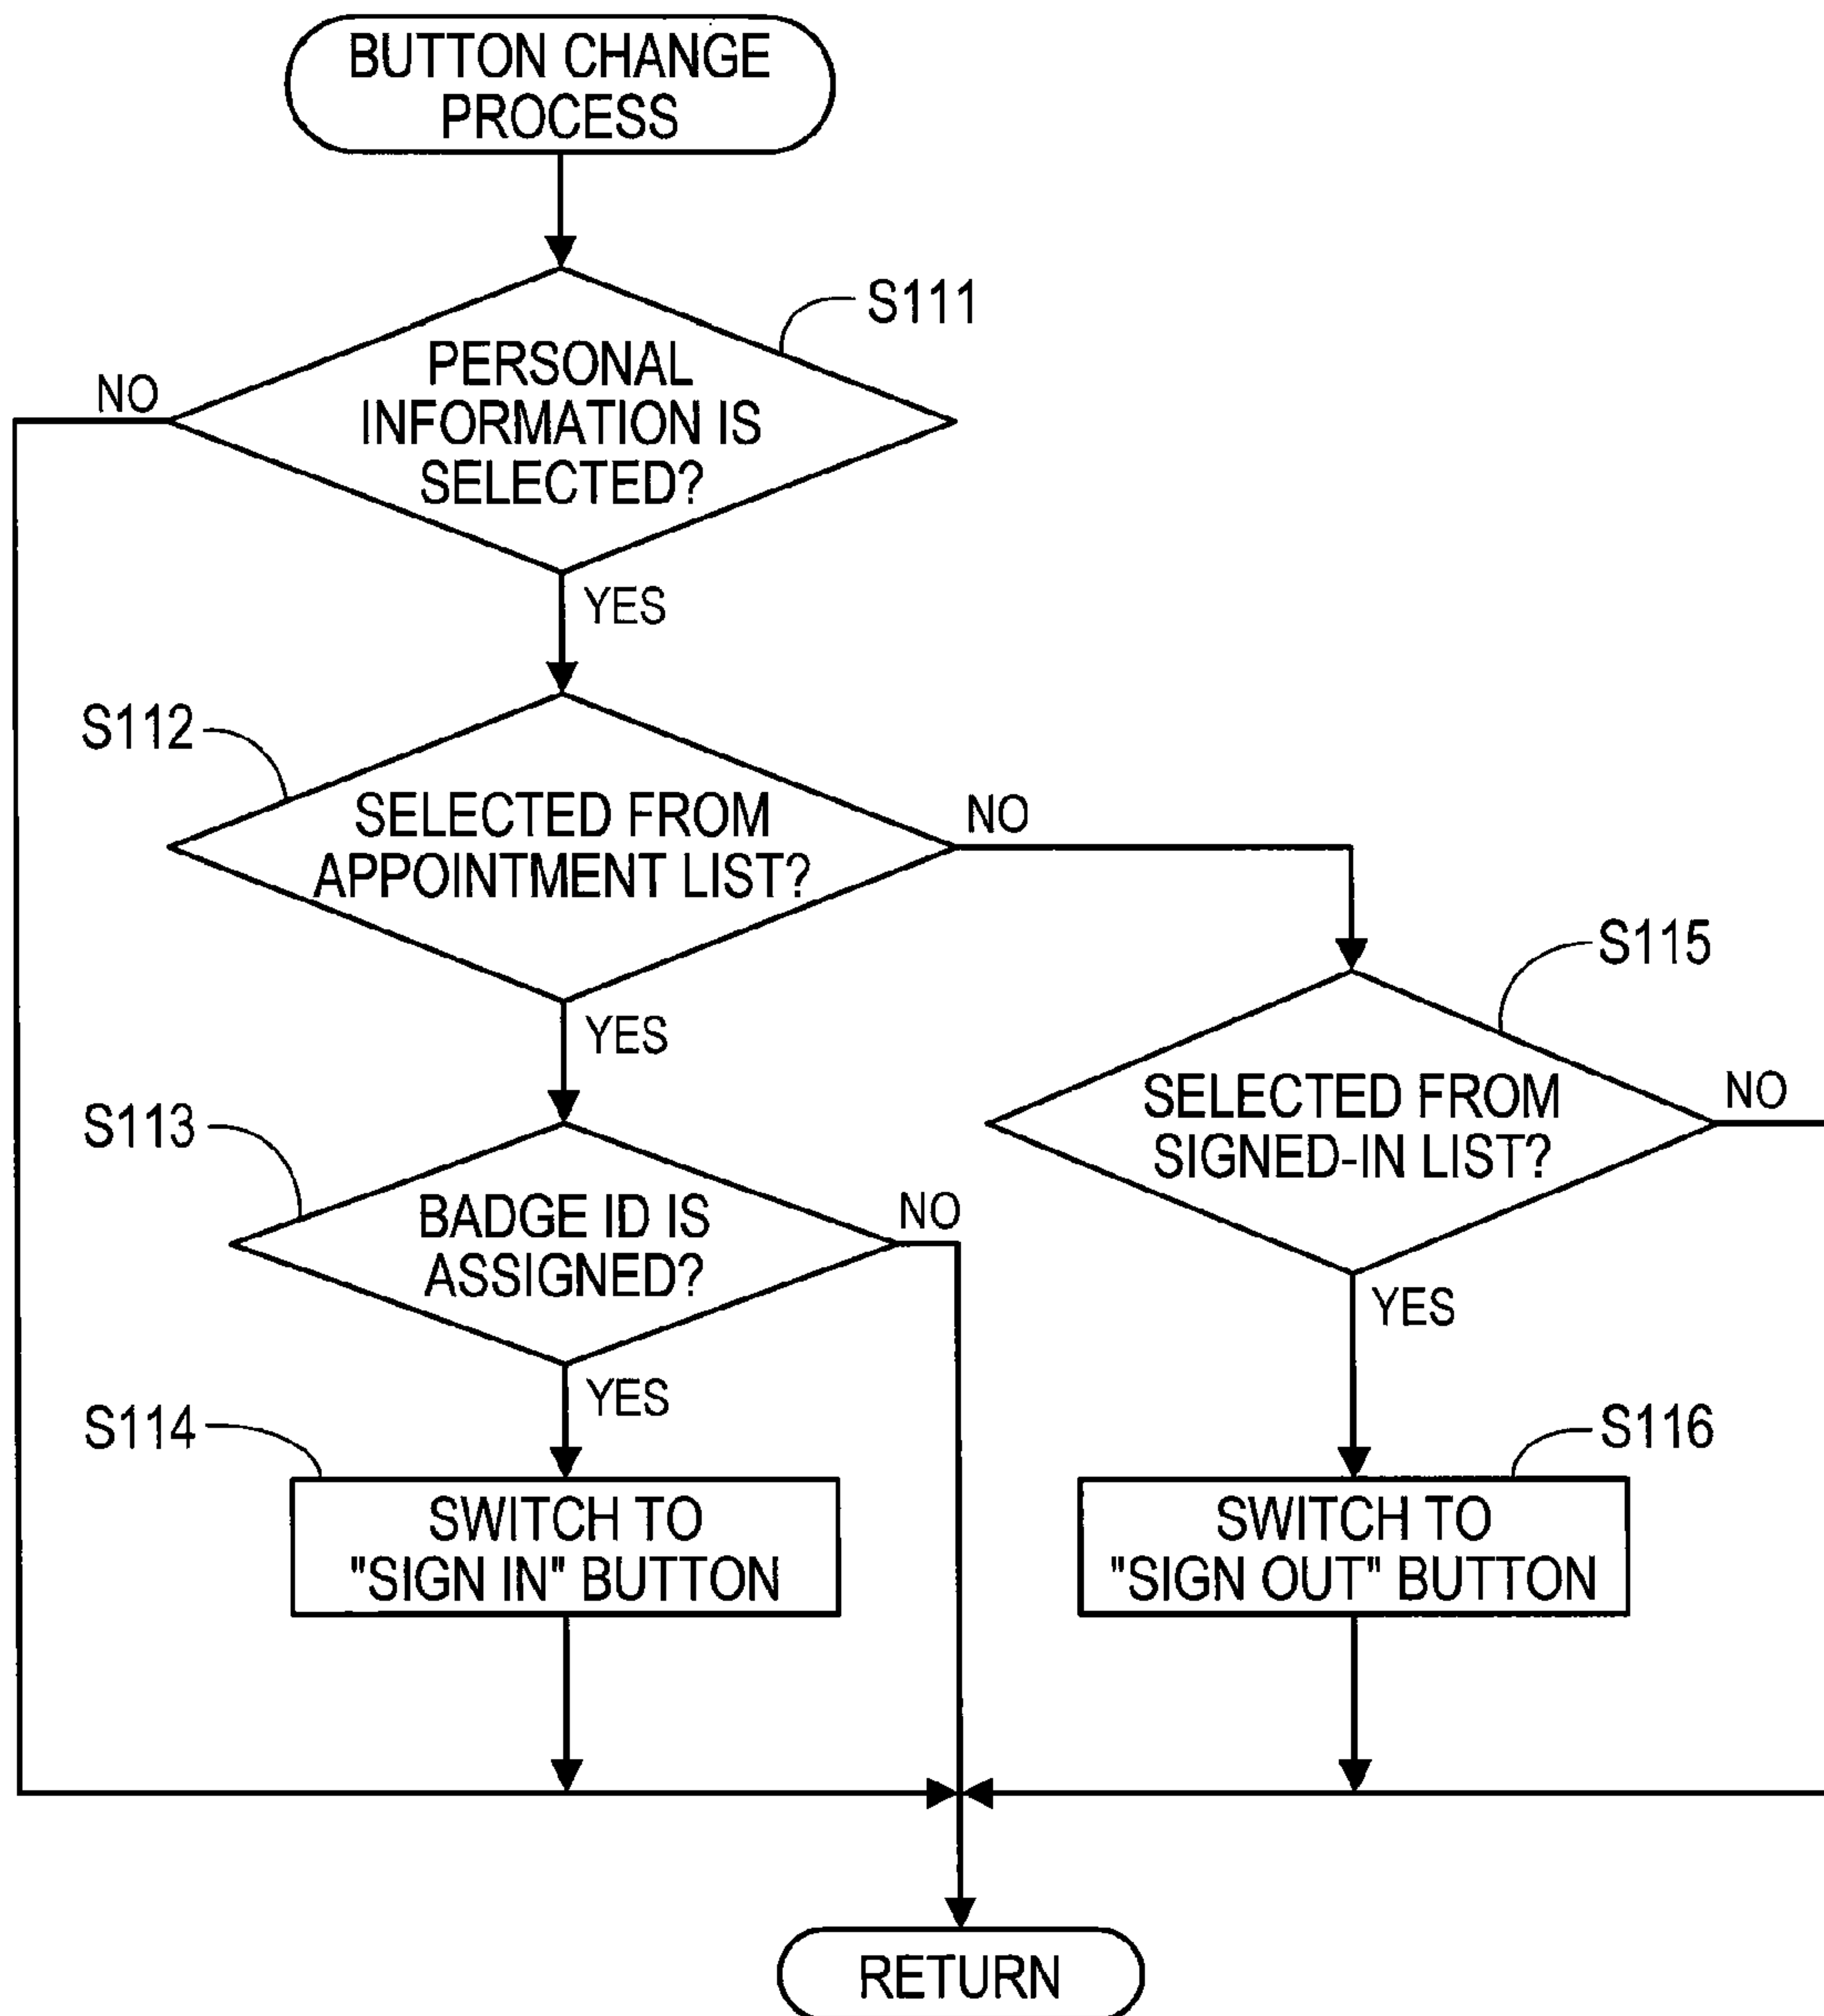 BUTTON CHANGE
PROCESS
S111
PERSONAL
INFORMATION IS
SELECTED?
NO
YES
S112
SELECTED FROM
APPOINTMENT LIST?
NO
YES
S115
SELECTED FROM
SIGNED-IN LIST?
NO
YES
S113
BADGE ID IS
ASSIGNED?
NO
YES
S114
SWITCH TO
"SIGN IN" BUTTON
S116
SWITCH TO
"SIGN OUT" BUTTON
RETURN